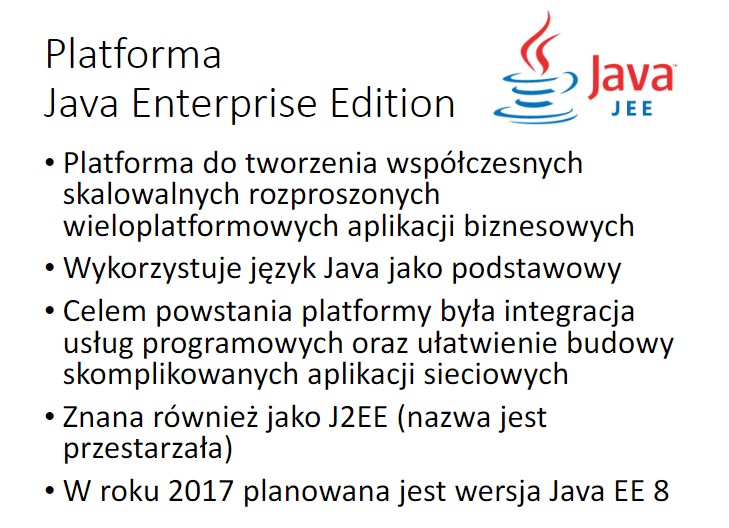 Platforma
Java Enterprise Edition
Java™
JEE
• Platforma do tworzenia współczesnych
skalowalnych rozproszonych
wieloplatformowych aplikacji biznesowych
• Wykorzystuje język Java jako podstawowy
• Celem powstania platformy była integracja
usług programowych oraz ułatwienie budowy
skomplikowanych aplikacji sieciowych
• Znana również jako J2EE (nazwa jest
przestarzała)
• W roku 2017 planowana jest wersja Java EE 8